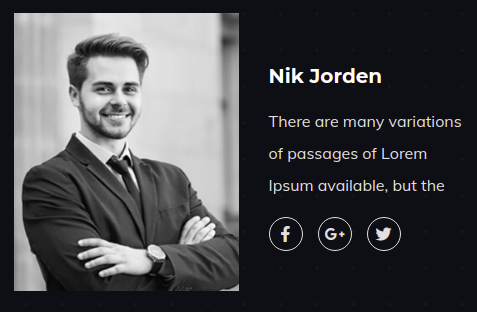 Nik Jorden
There are many variations
of passages of Lorem
Ipsum available, but the
f
G+